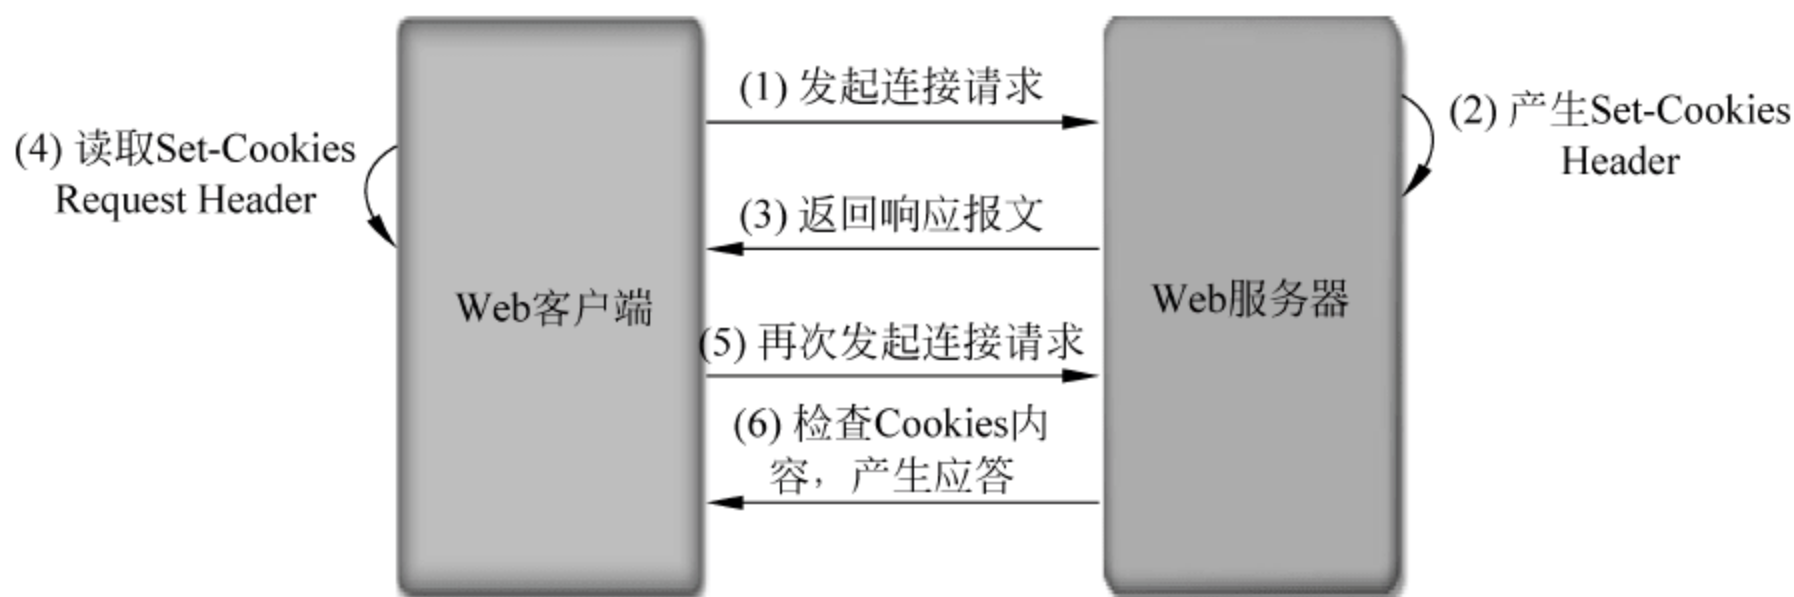 (1) 发起连接请求
(2) 产生Set-Cookies
Header
(4) 读取Set-Cookies
Request Header
(3) 返回响应报文
Web客户端
Web服务器
(5) 再次发起连接请求
(6) 检查Cookies内
容，产生应答